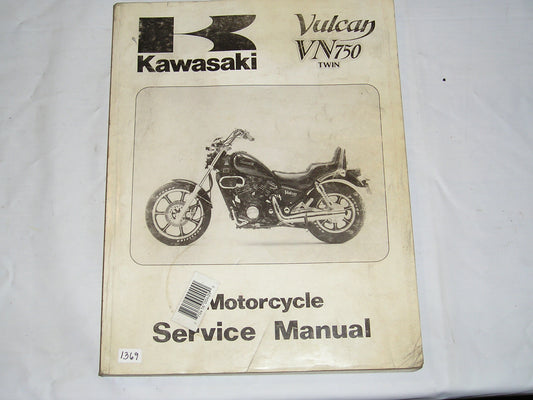 Kawasaki
Vulcan
VN750
TWIN
Motorcycle
Service Manual
1369